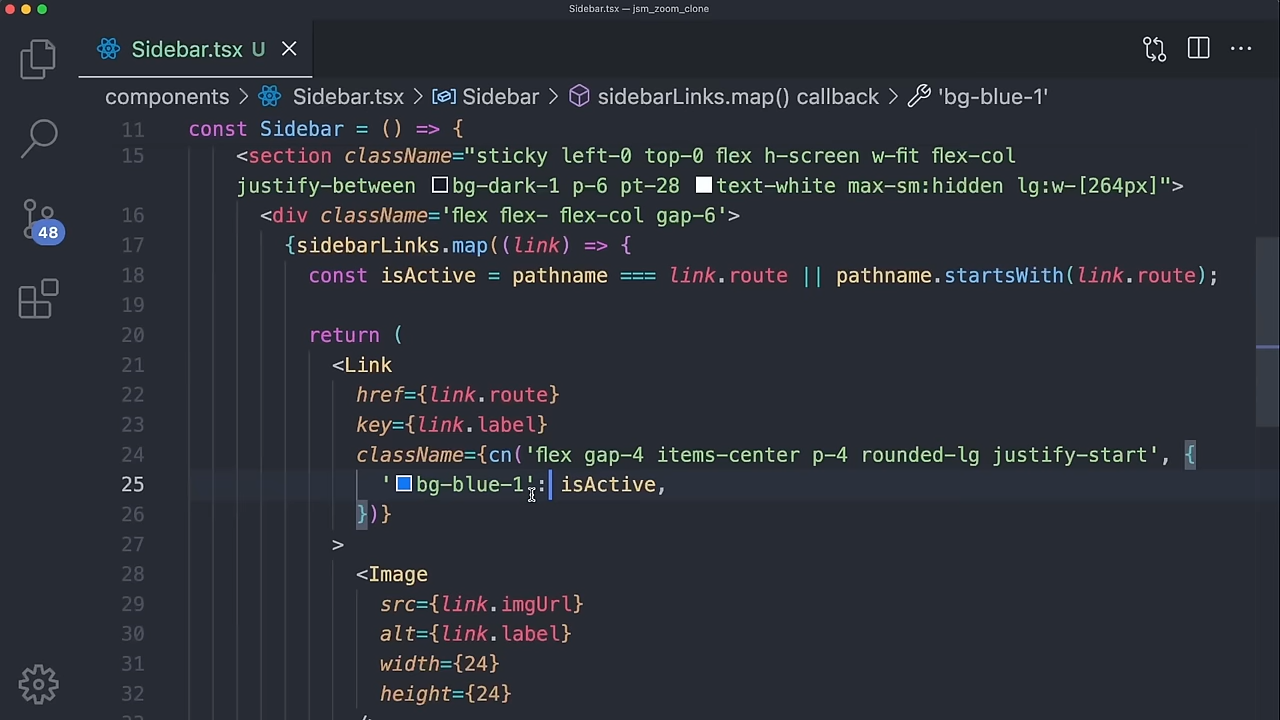 Sidebar.tsx — jsm_zoom_clone
Sidebar.tsx U
components > Sidebar.tsx > Sidebar > sidebarLinks.map() callback > 'bg-blue-1'
11 const Sidebar = () => {
15 <section className="sticky left-0 top-0 flex h-screen w-fit flex-col
justify-between bg-dark-1 p-6 pt-28 text-white max-sm:hidden lg:w-[264px]">
16 <div className='flex flex- flex-col gap-6'>
17 {sidebarLinks.map((link) => {
18 const isActive = pathname === link.route || pathname.startsWith(link.route);
19
20 return (
21 <Link
22 href={link.route}
23 key={link.label}
24 className={cn('flex gap-4 items-center p-4 rounded-lg justify-start', {
48
25 'bg-blue-1': isActive,
26 })}
27 >
28 <Image
29 src={link.imgUrl}
30 alt={link.label}
31 width={24}
32 height={24}